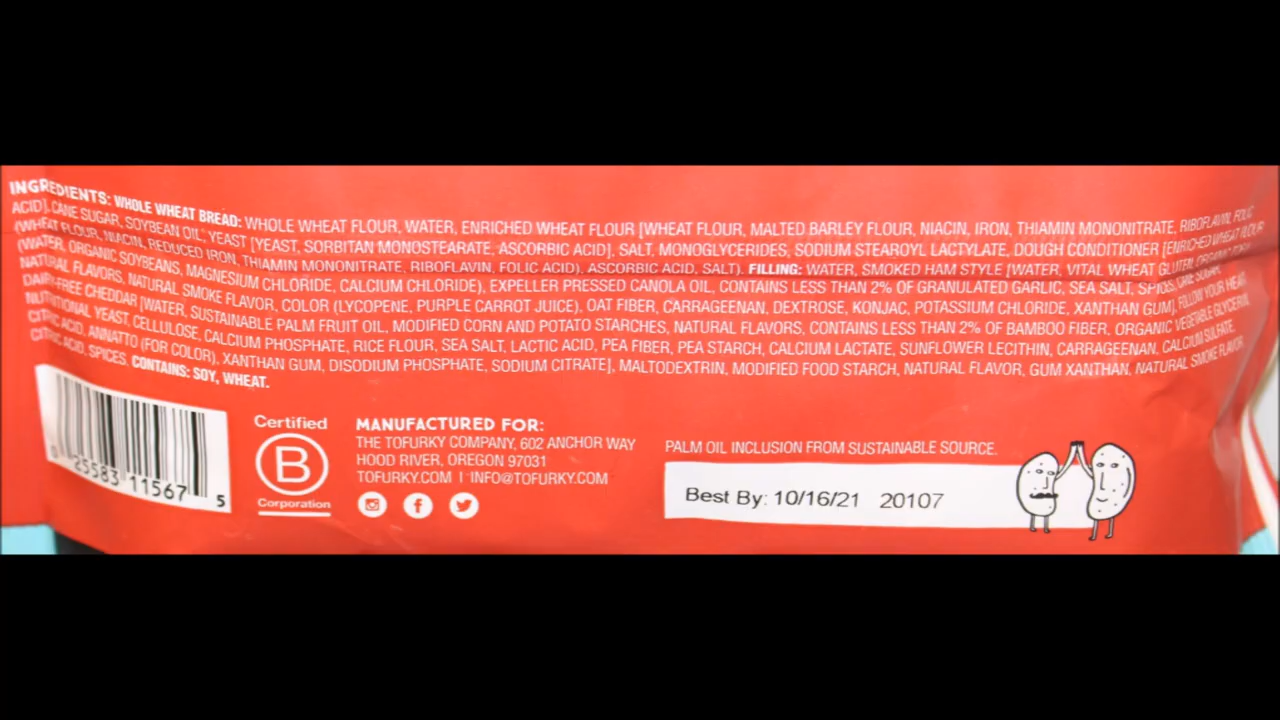 INGREDIENTS: WHOLE WHEAT BREAD: WHOLE WHEAT FLOUR, WATER, ENRICHED WHEAT FLOUR [WHEAT FLOUR, MALTED BARLEY FLOUR, NIACIN, IRON, THIAMIN MONONITRATE, RIBOFLAVIN, FOLIC
ACID], CANE SUGAR, SOYBEAN OIL, YEAST [YEAST, SORBITAN MONOSTEARATE, ASCORBIC ACID], SALT, MONOGLYCERIDES, SODIUM STEAROYL LACTYLATE, DOUGH CONDITIONER [ENRICHED WHEAT FLOUR
(WHEAT FLOUR, NIACIN, REDUCED IRON, THIAMIN MONONITRATE, RIBOFLAVIN, FOLIC ACID), ASCORBIC ACID, SALT). FILLING: WATER, SMOKED HAM STYLE [WATER, VITAL WHEAT GLUTEN, ORGANIC TOFU
(WATER, ORGANIC SOYBEANS, MAGNESIUM CHLORIDE, CALCIUM CHLORIDE), EXPELLER PRESSED CANOLA OIL, CONTAINS LESS THAN 2% OF GRANULATED GARLIC, SEA SALT, SPICES, CANE SUGAR,
NATURAL FLAVORS, NATURAL SMOKE FLAVOR, COLOR (LYCOPENE, PURPLE CARROT JUICE), OAT FIBER, CARRAGEENAN, DEXTROSE, KONJAC, POTASSIUM CHLORIDE, XANTHAN GUM], FOLLOW YOUR HEART
DAIRY-FREE CHEDDAR [WATER, SUSTAINABLE PALM FRUIT OIL, MODIFIED CORN AND POTATO STARCHES, NATURAL FLAVORS, CONTAINS LESS THAN 2% OF BAMBOO FIBER, ORGANIC VEGETABLE GLYCERIN,
NUTRITIONAL YEAST, CELLULOSE, CALCIUM PHOSPHATE, RICE FLOUR, SEA SALT, LACTIC ACID, PEA FIBER, PEA STARCH, CALCIUM LACTATE, SUNFLOWER LECITHIN, CARRAGEENAN, CALCIUM SULFATE,
CITRIC ACID, ANNATTO (FOR COLOR), XANTHAN GUM, DISODIUM PHOSPHATE, SODIUM CITRATE], MALTODEXTRIN, MODIFIED FOOD STARCH, NATURAL FLAVOR, GUM XANTHAN, NATURAL SMOKE FLAVOR,
CITRIC ACID, SPICES. CONTAINS: SOY, WHEAT.
0 25583 11567 5
Certified
B
Corporation
MANUFACTURED FOR:
THE TOFURKY COMPANY, 602 ANCHOR WAY
HOOD RIVER, OREGON 97031
TOFURKY.COM | INFO@TOFURKY.COM
PALM OIL INCLUSION FROM SUSTAINABLE SOURCE.
Best By: 10/16/21 20107